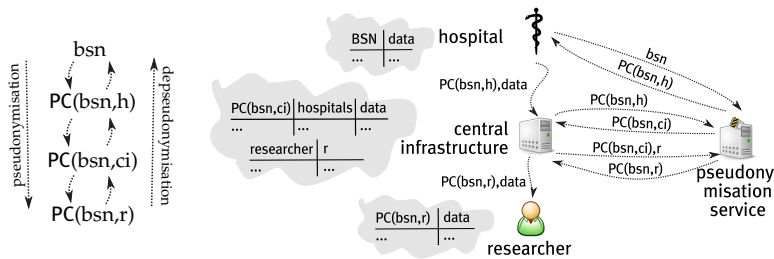 pseudonymisation
bsn
PC(bsn,h)
PC(bsn,ci)
PC(bsn,r)
depseudonymisation
BSN data
... ...
hospital
bsn
PC(bsn,h)
PC(bsn,h),data
PC(bsn,ci) hospitals data
... ... ...
researcher r
... ...
central
infrastructure
PC(bsn,h)
PC(bsn,ci)
PC(bsn,ci),r
PC(bsn,r)
pseudony
misation
service
PC(bsn,r),data
PC(bsn,r) data
... ...
researcher